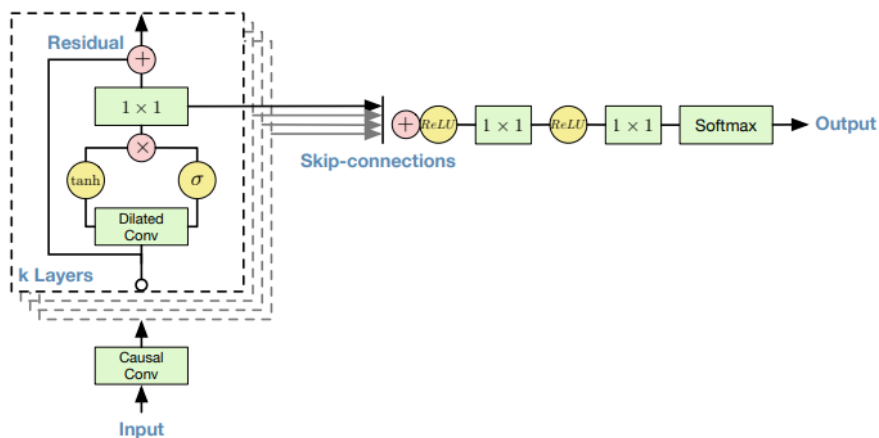 Residual
+
1 × 1
×
tanh
σ
Dilated
Conv
k Layers
Causal
Conv
Input
Skip-connections
+
ReLU
1 × 1
ReLU
1 × 1
Softmax
Output